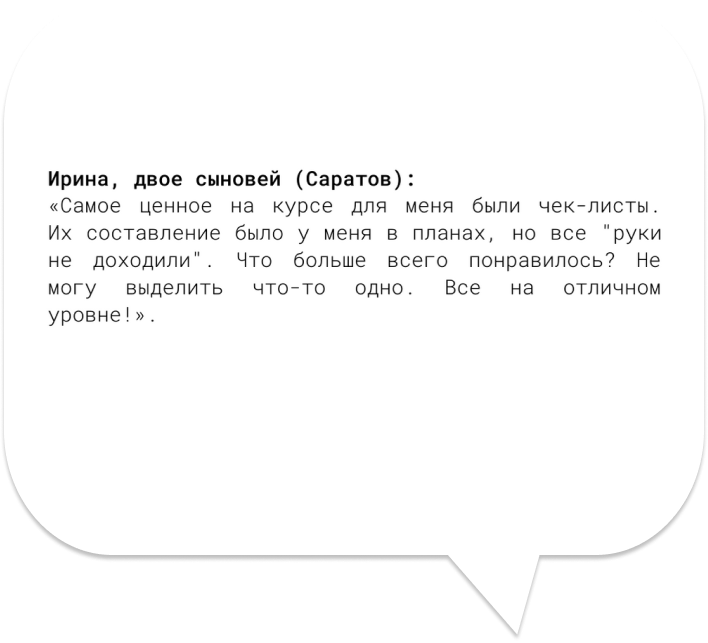 Ирина, двое сыновей (Саратов):
«Самое ценное на курсе для меня были чек-листы.
Их составление было у меня в планах, но все "руки
не доходили". Что больше всего понравилось? Не
могу выделить что-то одно. Все на отличном
уровне!».